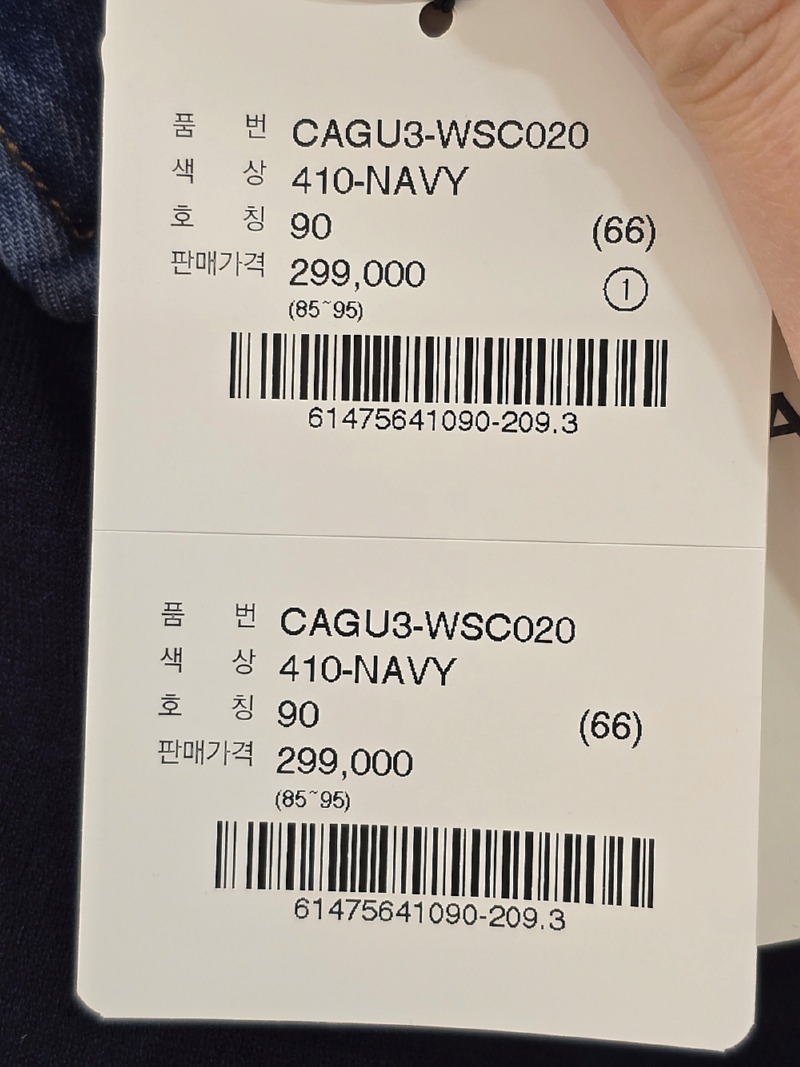 품 번 CAGU3-WSC020
색 상 410-NAVY
호 칭 90 (66)
판매가격 299,000 ①
(85~95)
61475641090-209.3
품 번 CAGU3-WSC020
색 상 410-NAVY
호 칭 90 (66)
판매가격 299,000
(85~95)
61475641090-209.3